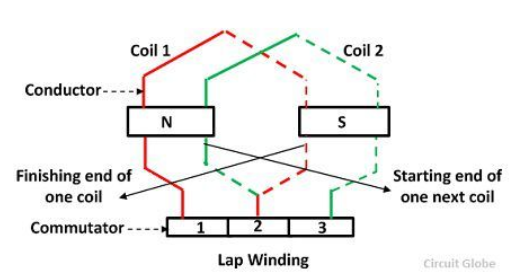 Coil 1
Coil 2
Conductor
N
S
Finishing end of
one coil
Starting end of
one next coil
Commutator
1
2
3
Lap Winding
Circuit Globe